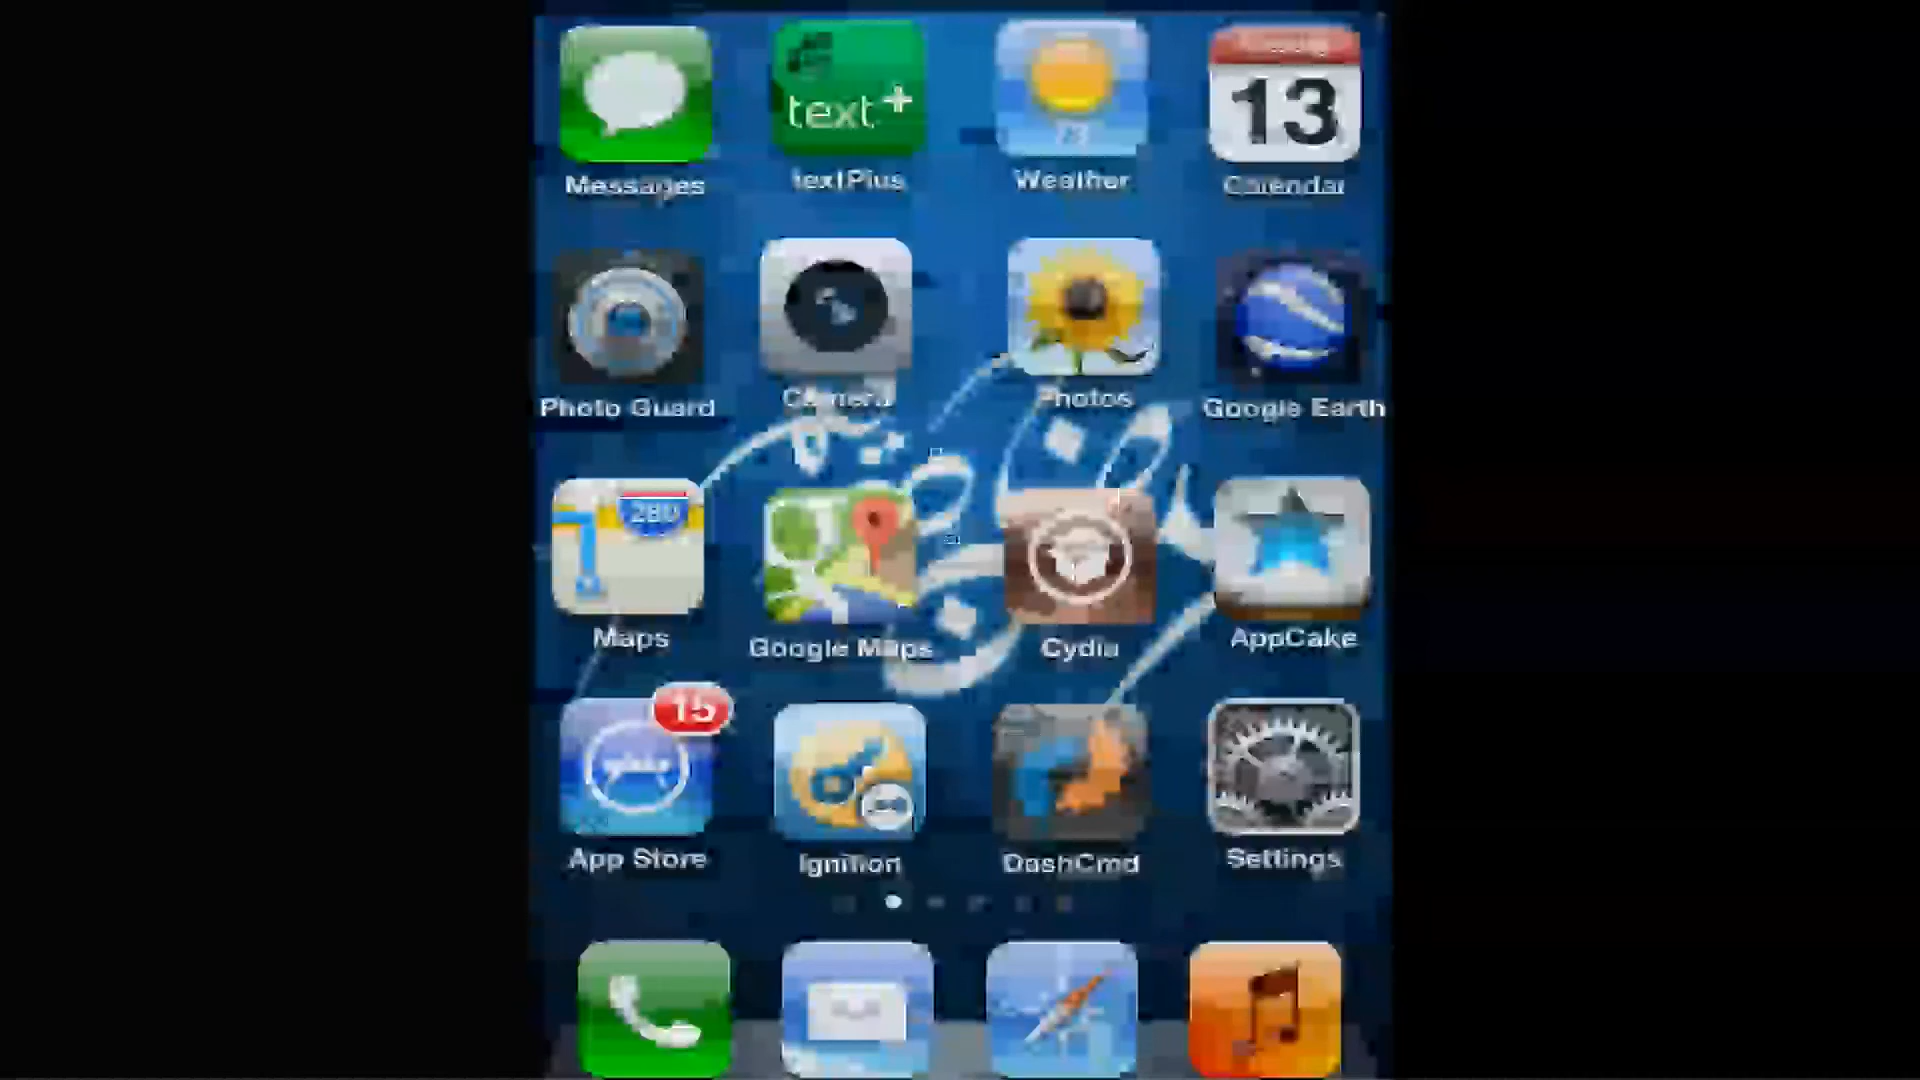 text+
13
Messages textPlus Weather Calendar
Photo Guard Camera Photos Google Earth
280
Maps Google Maps Cydia AppCake
15
App Store Ignition DashCmd Settings